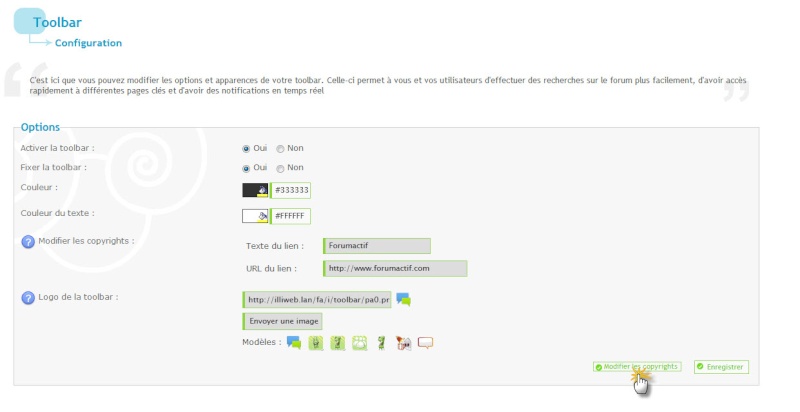 Toolbar
Configuration
C'est ici que vous pouvez modifier les options et apparences de votre toolbar. Celle-ci permet à vous et vos utilisateurs d'effectuer des recherches sur le forum plus facilement, d'avoir accès
rapidement à différentes pages clés et d'avoir des notifications en temps réel
Options
Activer la toolbar : Oui Non
Fixer la toolbar : Oui Non
Couleur : #333333
Couleur du texte : #FFFFFF
Modifier les copyrights : Texte du lien : Forumactif
URL du lien : http://www.forumactif.com
Logo de la toolbar : http://illiweb.lan/fa/i/toolbar/pa0.pr
Envoyer une image
Modèles :
Modifier les copyrights Enregistrer